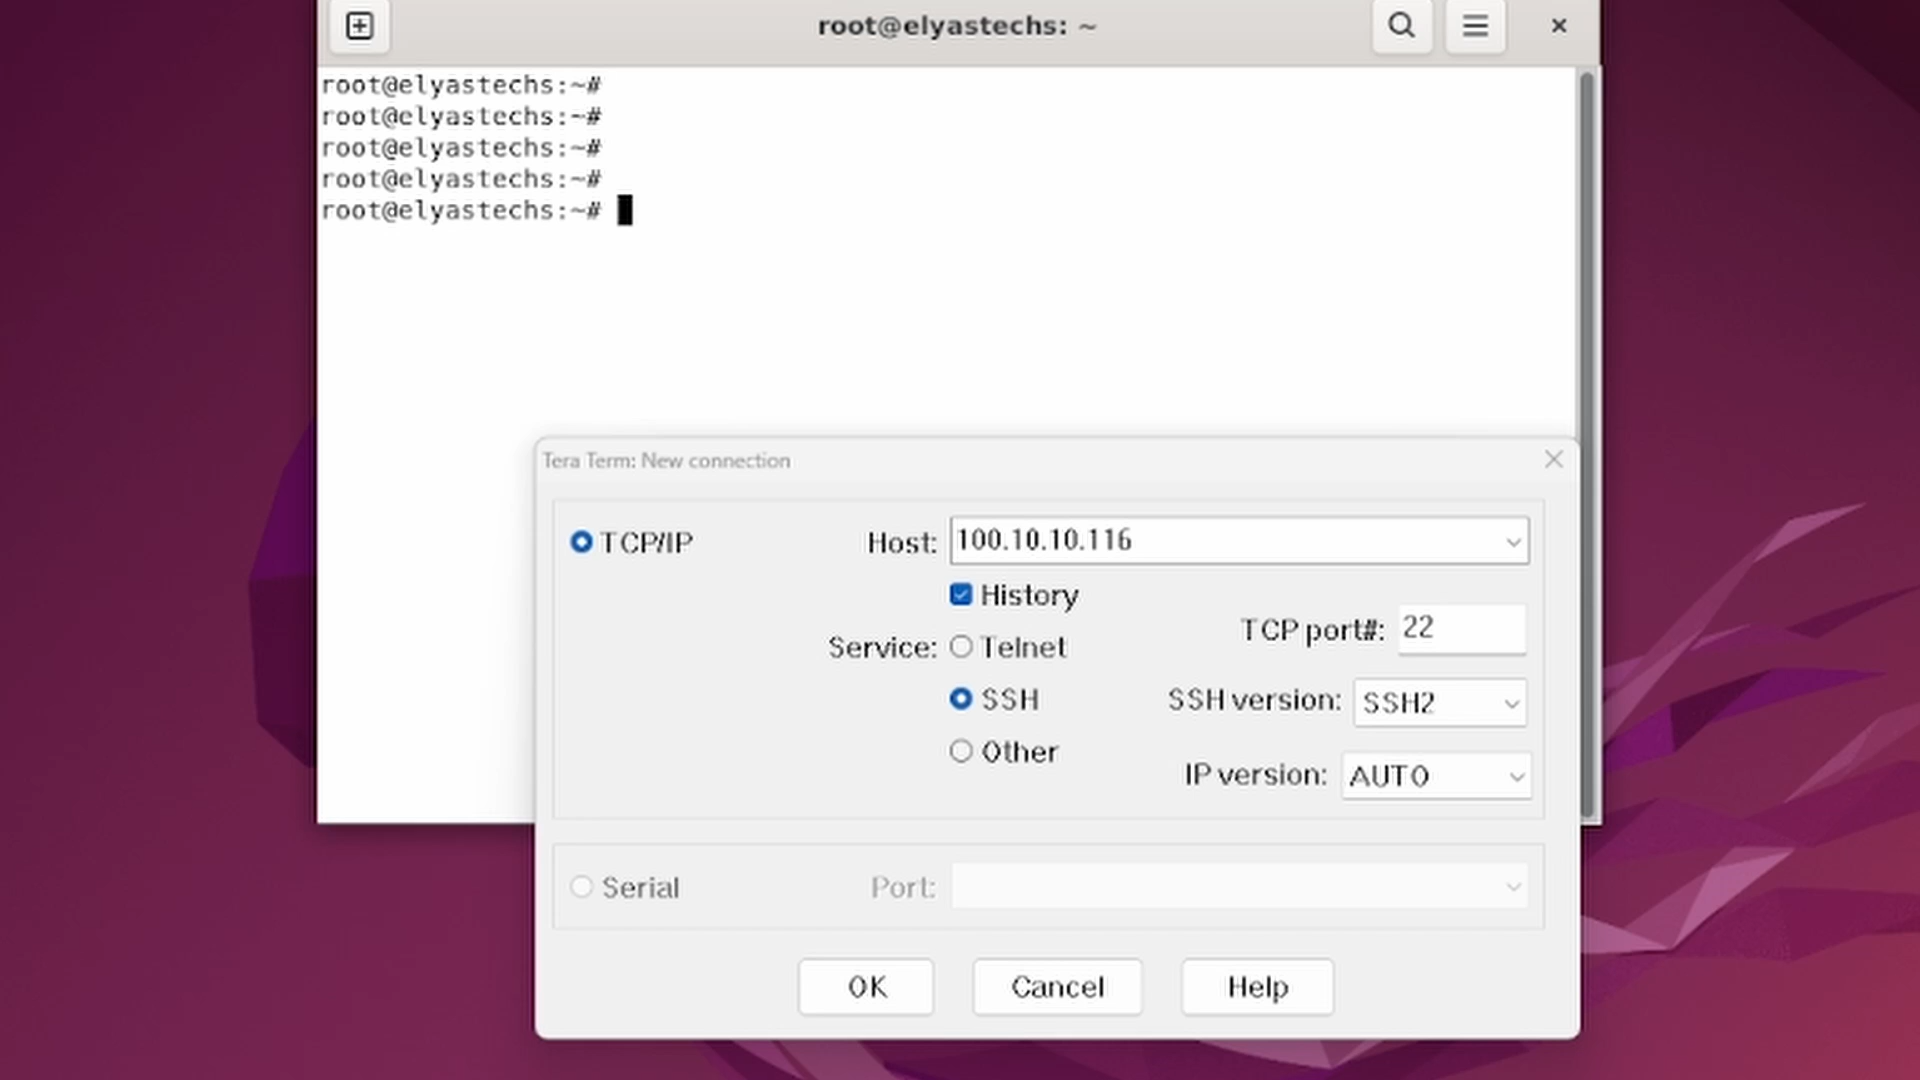 root@elyastechs: ~
root@elyastechs:~#
root@elyastechs:~#
root@elyastechs:~#
root@elyastechs:~#
root@elyastechs:~#
Tera Term: New connection
TCP/IP
Host: 100.10.10.116
History
Service: Telnet
TCP port#: 22
SSH
SSH version: SSH2
Other
IP version: AUTO
Serial
Port:
OK
Cancel
Help